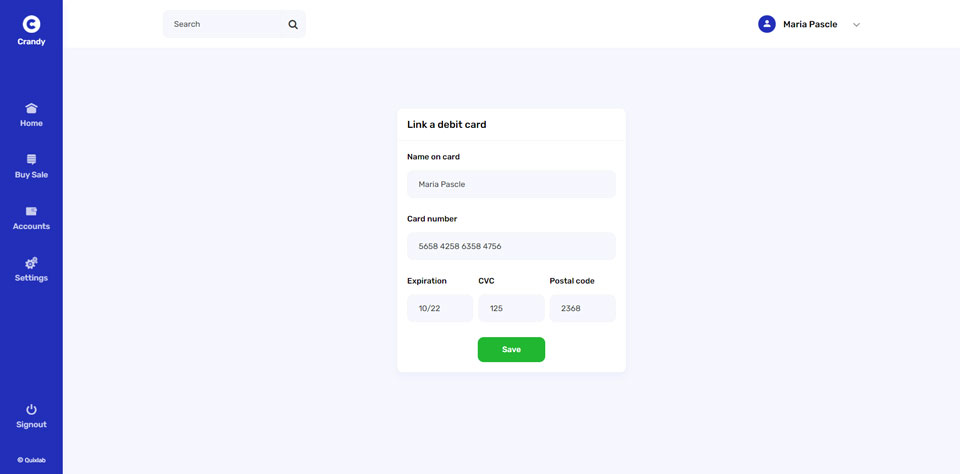 Crandy
Search
Maria Pascle
Home
Buy Sale
Accounts
Settings
Signout
© Quixlab
Link a debit card
Name on card
Maria Pascle
Card number
5658 4258 6358 4756
Expiration CVC Postal code
10/22 125 2368
Save